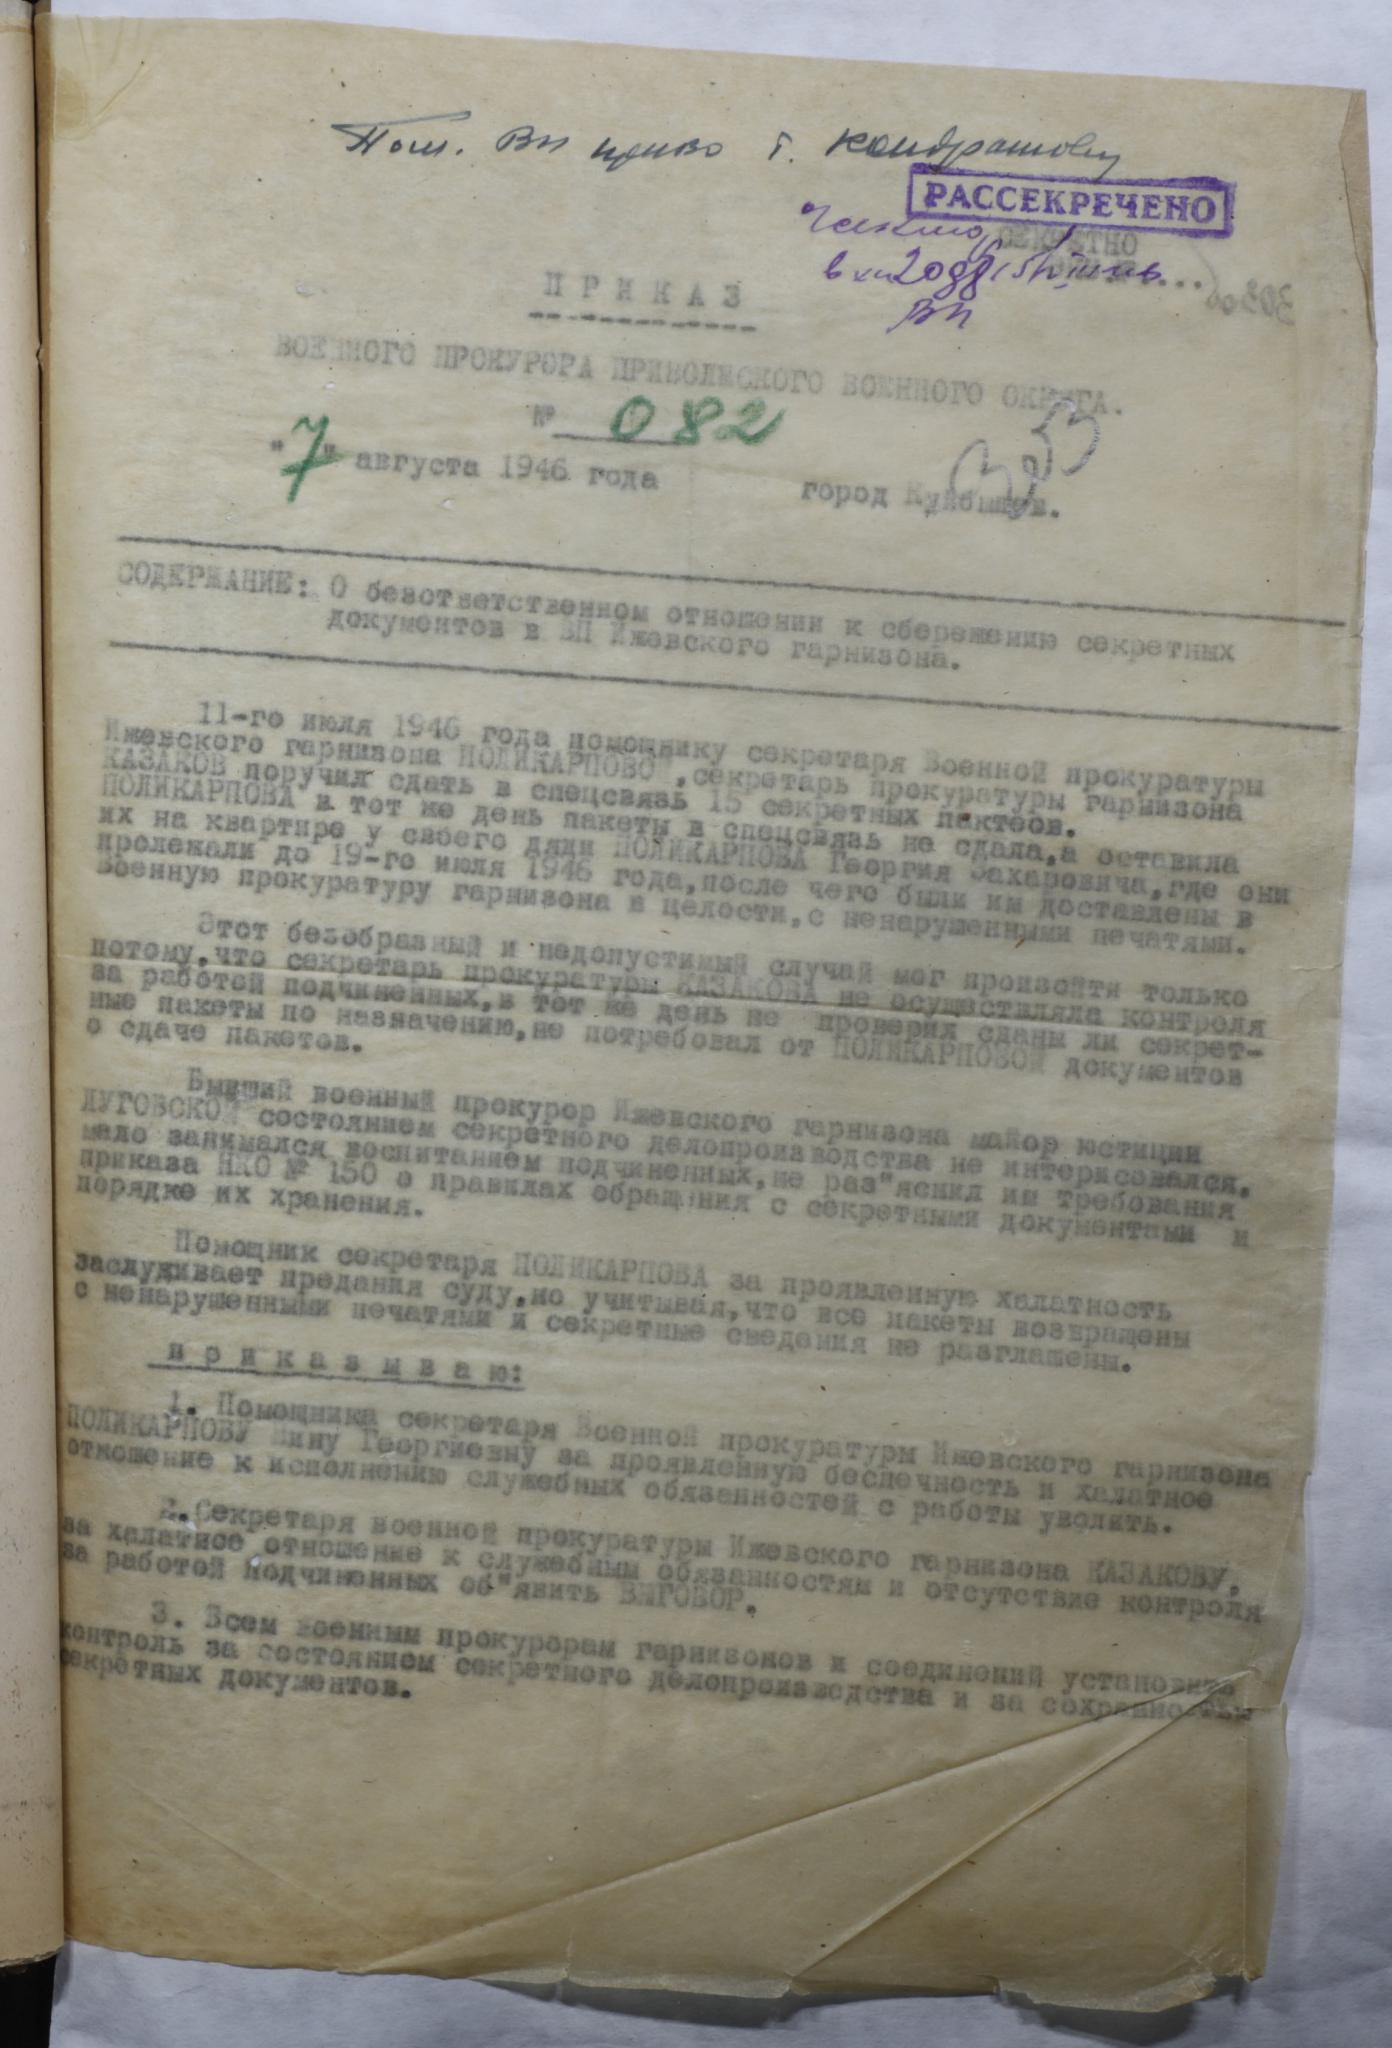 Пом. ВП ПриВО т. Кондрашову
РАССЕКРЕЧЕНО
СЕКРЕТНО
П Р И К А З
ВОЕННОГО ПРОКУРОРА ПРИВОЛЖСКОГО ВОЕННОГО ОКРУГА.
№ 082
"7" августа 1946 года город Куйбышев.
СОДЕРЖАНИЕ: О безответственном отношении к сбережению секретных
документов в ВП Ижевского гарнизона.
11-го июля 1946 года помощнику секретаря Военной прокуратуры
Ижевского гарнизона ПОЛИКАРПОВОЙ, секретарь прокуратуры гарнизона
КАЗАКОВ поручил сдать в спецсвязь 15 секретных пактеов.
ПОЛИКАРПОВА в тот же день пакеты в спецсвязь не сдала, а оставила
их на квартире у своего дяди ПОЛИКАРПОВА Георгия Захаровича, где они
пролежали до 19-го июля 1946 года, после чего были им доставлены в
Военную прокуратуру гарнизона в целости, с ненарушенными печатями.
Этот безобразный и недопустимый случай мог произойти только
потому, что секретарь прокуратуры КАЗАКОВА не осуществляла контроля
за работой подчиненных, в тот же день не проверил сданы ли секрет-
ные пакеты по назначению, не потребовал от ПОЛИКАРПОВОЙ документов
о сдаче пакетов.
Бывший военный прокурор Ижевского гарнизона майор юстиции
ЛУГОВСКОЙ состоянием секретного делопроизводства не интересовался,
мало занимался воспитанием подчиненных, не раз"яснил им требования
приказа НКО № 150 о правилах обращения с секретными документами и
порядке их хранения.
Помощник секретаря ПОЛИКАРПОВА за проявленную халатность
заслуживает предания суду, но учитывая, что все пакеты возвращены
с ненарушенными печатями и секретные сведения не разглашены.
п р и к а з ы в а ю:
1. Помощника секретаря Военной прокуратуры Ижевского гарнизона
ПОЛИКАРПОВУ Нину Георгиевну за проявленную беспечность и халатное
отношение к исполнению служебных обязанностей с работы уволить.
2. Секретаря военной прокуратуры Ижевского гарнизона КАЗАКОВУ,
за халатное отношение к служебным обязанностям и отсутствие контроля
за работой подчиненных об"явить ВЫГОВОР.
3. Всем военным прокурорам гарнизонов и соединений установить
контроль за состоянием секретного делопроизводства и за сохранностью
секретных документов.